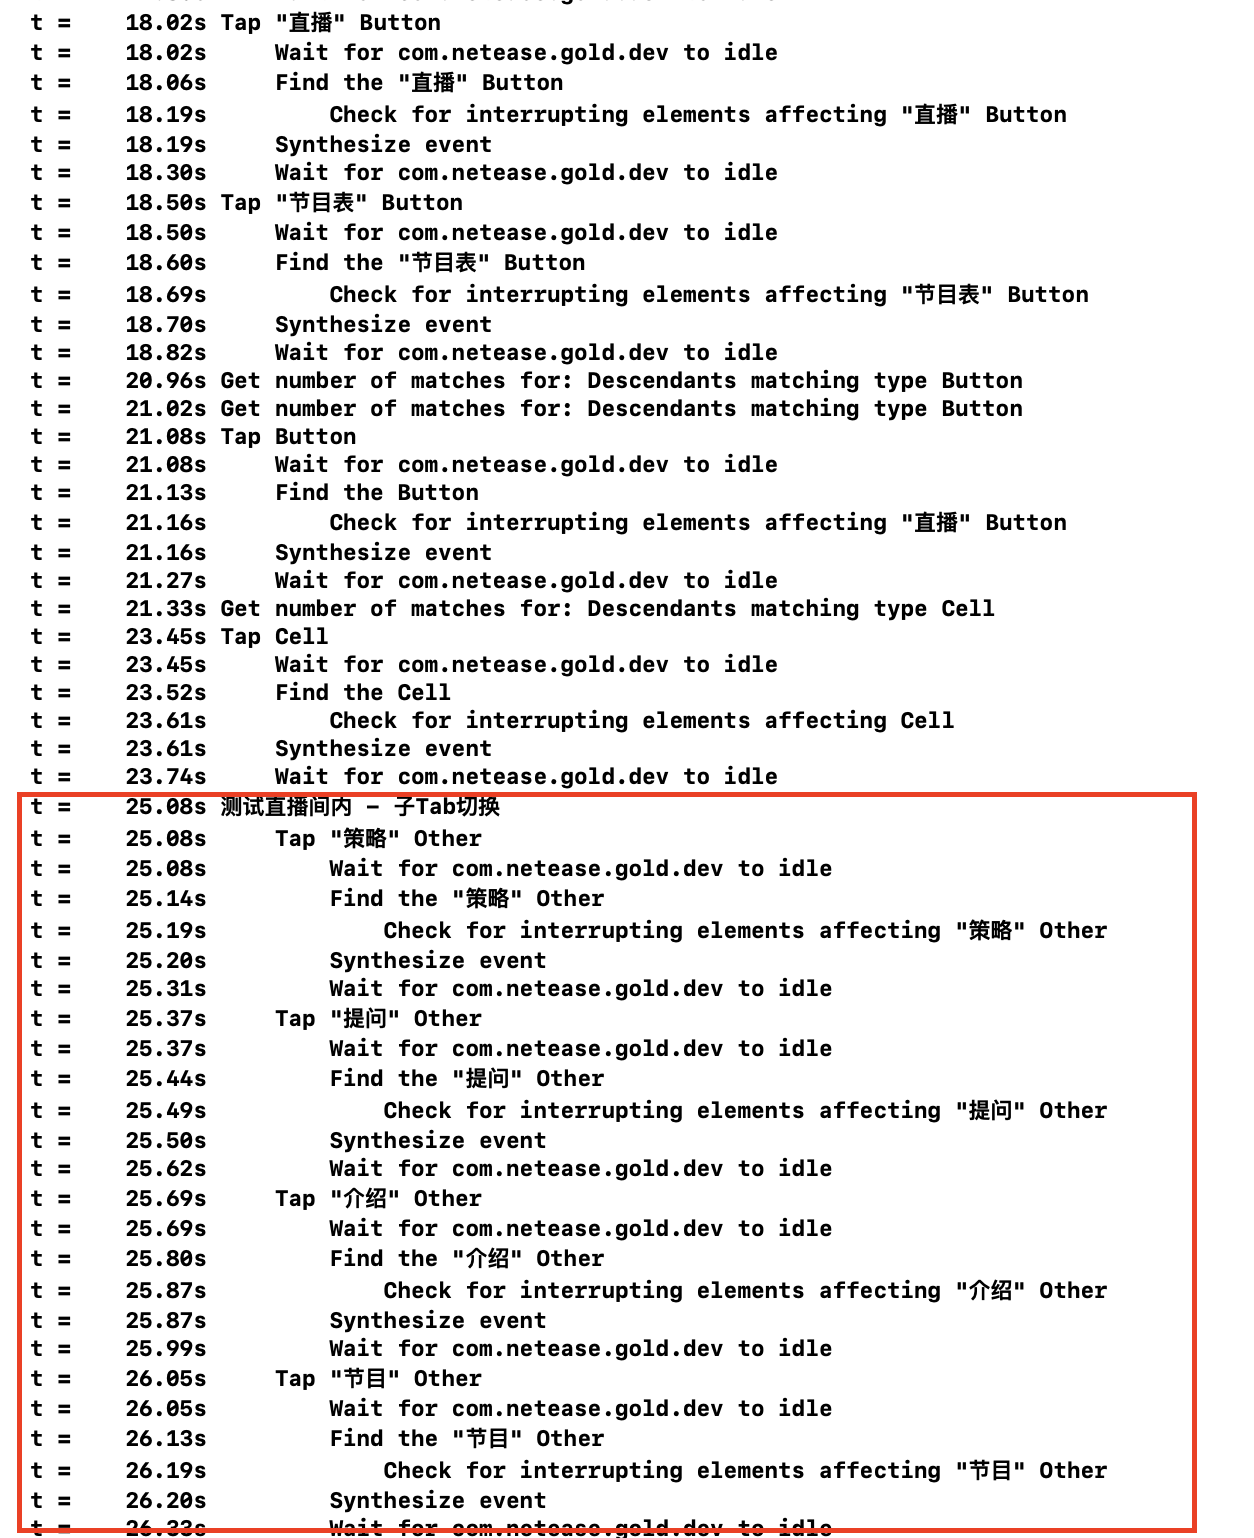 t =    18.02s Tap "直播" Button
t =    18.02s     Wait for com.netease.gold.dev to idle
t =    18.06s     Find the "直播" Button
t =    18.19s         Check for interrupting elements affecting "直播" Button
t =    18.19s     Synthesize event
t =    18.30s     Wait for com.netease.gold.dev to idle
t =    18.50s Tap "节目表" Button
t =    18.50s     Wait for com.netease.gold.dev to idle
t =    18.60s     Find the "节目表" Button
t =    18.69s         Check for interrupting elements affecting "节目表" Button
t =    18.70s     Synthesize event
t =    18.82s     Wait for com.netease.gold.dev to idle
t =    20.96s Get number of matches for: Descendants matching type Button
t =    21.02s Get number of matches for: Descendants matching type Button
t =    21.08s Tap Button
t =    21.08s     Wait for com.netease.gold.dev to idle
t =    21.13s     Find the Button
t =    21.16s         Check for interrupting elements affecting "直播" Button
t =    21.16s     Synthesize event
t =    21.27s     Wait for com.netease.gold.dev to idle
t =    21.33s Get number of matches for: Descendants matching type Cell
t =    23.45s Tap Cell
t =    23.45s     Wait for com.netease.gold.dev to idle
t =    23.52s     Find the Cell
t =    23.61s         Check for interrupting elements affecting Cell
t =    23.61s     Synthesize event
t =    23.74s     Wait for com.netease.gold.dev to idle
t =    25.08s 测试直播间内 - 子Tab切换
t =    25.08s     Tap "策略" Other
t =    25.08s         Wait for com.netease.gold.dev to idle
t =    25.14s         Find the "策略" Other
t =    25.19s             Check for interrupting elements affecting "策略" Other
t =    25.20s         Synthesize event
t =    25.31s         Wait for com.netease.gold.dev to idle
t =    25.37s     Tap "提问" Other
t =    25.37s         Wait for com.netease.gold.dev to idle
t =    25.44s         Find the "提问" Other
t =    25.49s             Check for interrupting elements affecting "提问" Other
t =    25.50s         Synthesize event
t =    25.62s         Wait for com.netease.gold.dev to idle
t =    25.69s     Tap "介绍" Other
t =    25.69s         Wait for com.netease.gold.dev to idle
t =    25.80s         Find the "介绍" Other
t =    25.87s             Check for interrupting elements affecting "介绍" Other
t =    25.87s         Synthesize event
t =    25.99s         Wait for com.netease.gold.dev to idle
t =    26.05s     Tap "节目" Other
t =    26.05s         Wait for com.netease.gold.dev to idle
t =    26.13s         Find the "节目" Other
t =    26.19s             Check for interrupting elements affecting "节目" Other
t =    26.20s         Synthesize event
t =    26.33s         Wait for com.netease.gold.dev to idle